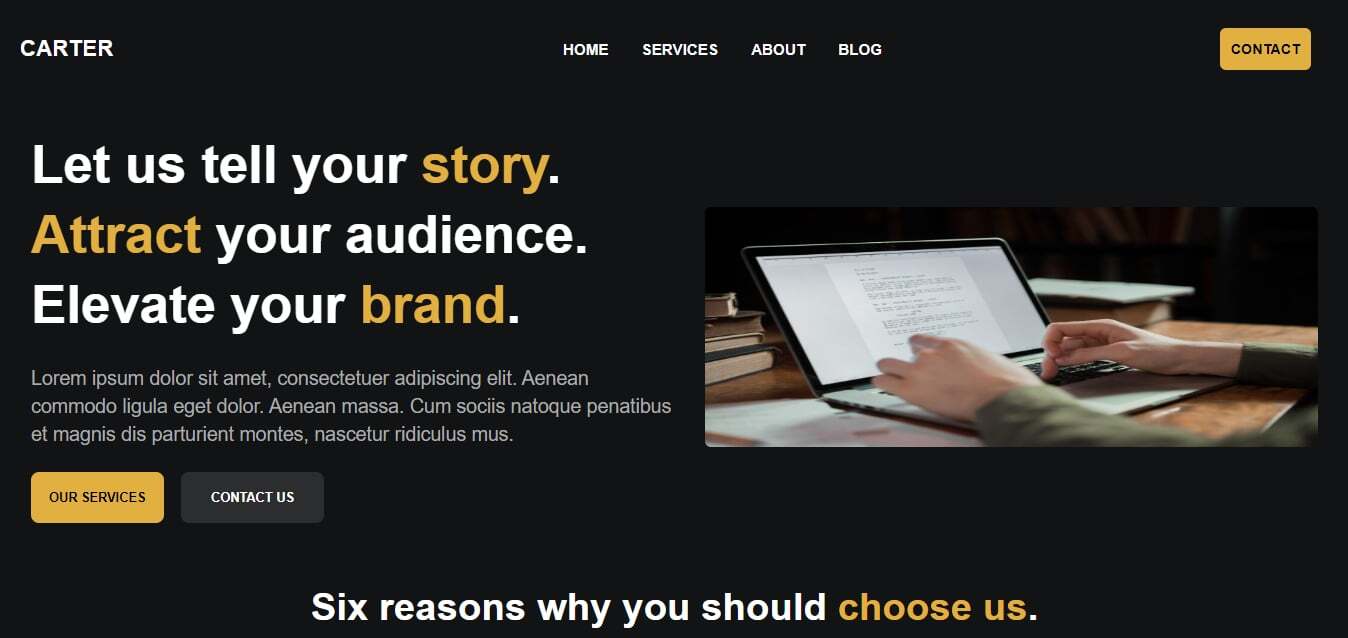 CARTER
HOME SERVICES ABOUT BLOG
CONTACT
Let us tell your story.
Attract your audience.
Elevate your brand.
Lorem ipsum dolor sit amet, consectetuer adipiscing elit. Aenean
commodo ligula eget dolor. Aenean massa. Cum sociis natoque penatibus
et magnis dis parturient montes, nascetur ridiculus mus.
OUR SERVICES
CONTACT US
Six reasons why you should choose us.